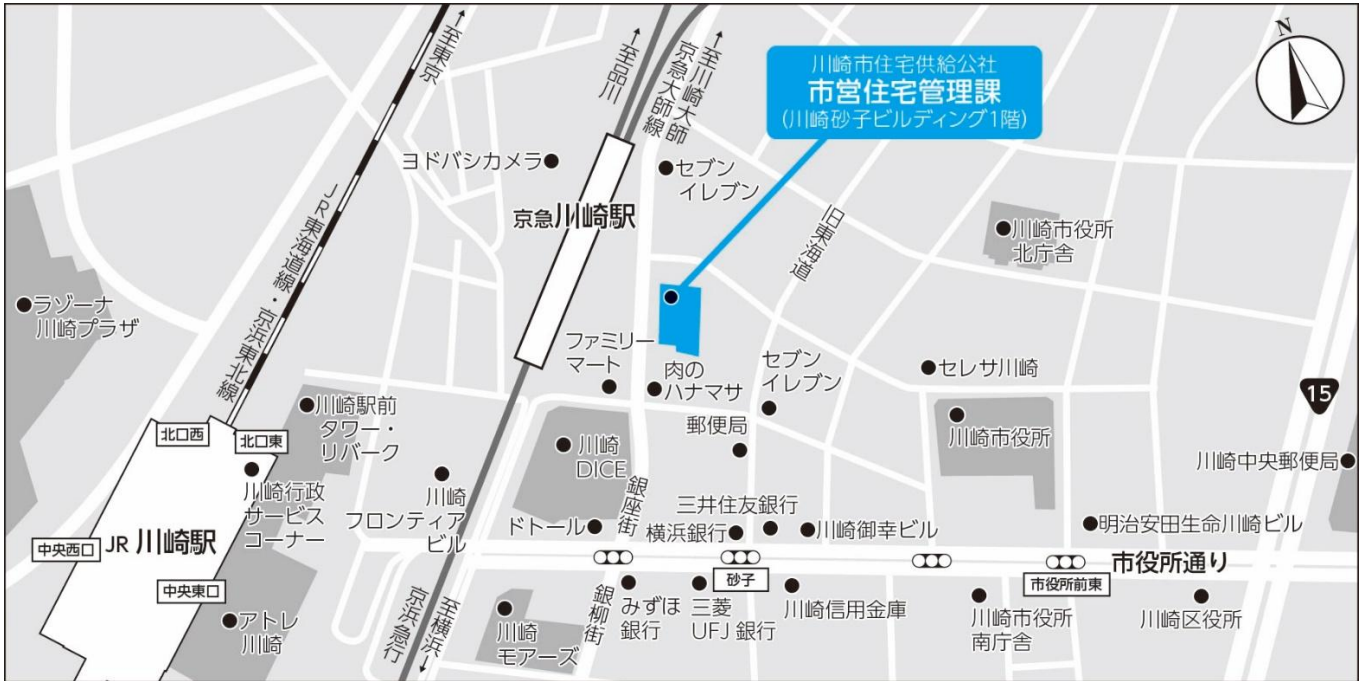 N
←至東京
←至品川
←至川崎大師
京急大師線
川崎市住宅供給公社
市営住宅管理課
(川崎砂子ビルディング1階)
ヨドバシカメラ
セブン
イレブン
京急川崎駅
旧東海道
川崎市役所
北庁舎
JR東海道線・京浜東北線
ラゾーナ
川崎プラザ
ファミリー
マート
肉の
ハナマサ
セブン
イレブン
セレサ川崎
15
川崎駅前
タワー・
リバーク
北口西
北口東
川崎
DICE
郵便局
川崎市役所
川崎中央郵便局
川崎行政
サービス
コーナー
川崎
フロンティア
ビル
銀座街
ドトール
三井住友銀行
横浜銀行
川崎御幸ビル
明治安田生命川崎ビル
中央西口
JR 川崎駅
市役所通り
砂子
市役所前東
中央東口
アトレ
川崎
京浜急行
至横浜→
川崎
モアーズ
銀柳街
みずほ
銀行
三菱
UFJ 銀行
川崎信用金庫
川崎市役所
南庁舎
川崎区役所